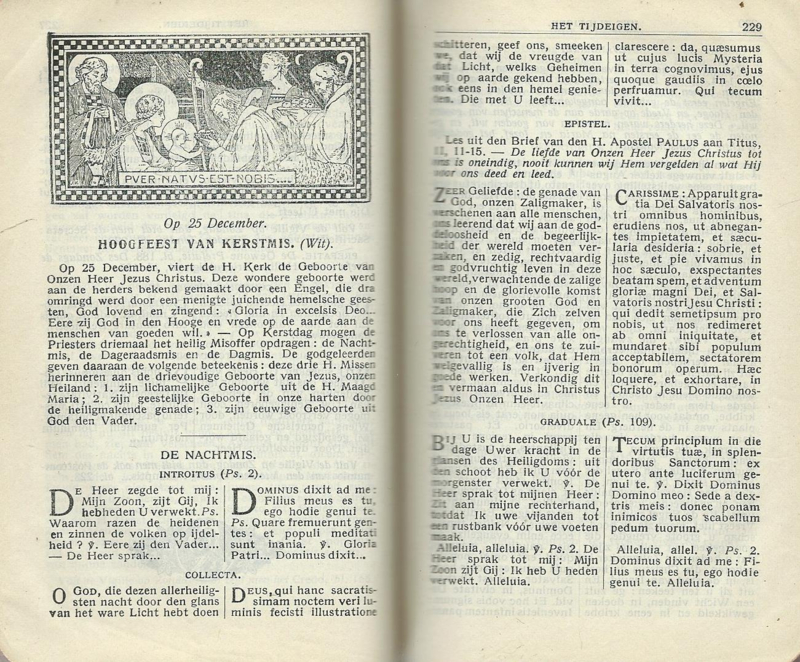 PVER·NATVS·EST·NOBIS....
Op 25 December.
HOOGFEEST VAN KERSTMIS. (Wit).
Op 25 December, viert de H. Kerk de Geboorte van
Onzen Heer Jezus Christus. Deze wondere geboorte werd
aan de herders bekend gemaakt door een Engel, die dra
omringd werd door een menigte juichende hemelsche gees-
ten, God lovend en zingend : « Gloria in excelsis Deo...
Eere zij God in den Hooge en vrede op de aarde aan de
menschen van goeden wil. » — Op Kerstdag mogen de
Priesters driemaal het heilig Misoffer opdragen : de Nacht-
mis, de Dageraadsmis en de Dagmis. De godgeleerden
geven daaraan de volgende beteekenis : deze drie H. Missen
herinneren aan de drievoudige Geboorte van Jezus, onzen
Heiland : 1. zijn lichamelijke Geboorte uit de H. Maagd
Maria ; 2. zijn geestelijke Geboorte in onze harten door
de heiligmakende genade ; 3. zijn eeuwige Geboorte uit
God den Vader.
DE NACHTMIS.
INTROITUS (Ps. 2).
DE Heer zegde tot mij :
Mijn Zoon, zijt Gij, Ik
heb heden U verwekt. Ps.
Waarom razen de heidenen
en zinnen de volken op ijdel-
heid ? ℣. Eere zij den Vader...
— De Heer sprak...
DOMINUS dixit ad me :
Filius meus es tu,
ego hodie genui te.
Ps. Quare fremuerunt gen-
tes : et populi meditati
sunt inania. ℣. Gloria
Patri... Dominus dixit...
COLLECTA.
O GOD, die dezen allerheilig-
sten nacht door den glans
van het ware Licht hebt doen
DEUS, qui hanc sacratis-
simam noctem veri lu-
minis fecisti illustratione
HET TIJDEIGEN.
229
schitteren, geef ons, smeeken
we, dat wij de vreugde van
dat Licht, welks Geheimen
wij op aarde gekend hebben,
ook eens in den hemel genie-
ten. Die met U leeft...
clarescere : da, quæsumus
ut cujus lucis Mysteria
in terra cognovimus, ejus
quoque gaudiis in cœlo
perfruamur. Qui tecum
vivit...
EPISTEL.
Les uit den Brief van den H. Apostel PAULUS aan Titus,
II, 11-15. — De liefde van Onzen Heer Jezus Christus tot
ons is oneindig, nooit kunnen wij Hem vergelden al wat Hij
voor ons deed en leed.
ZEER Geliefde : de genade van
God, onzen Zaligmaker, is
verschenen aan alle menschen,
ons leerend dat wij aan de god-
deloosheid en de begeerlijk-
heid der wereld moeten ver-
zaken, en zedig, rechtvaardig
en godvruchtig leven in deze
wereld, verwachtende de zalige
hoop en de glorievolle komst
van onzen grooten God en
Zaligmaker, die Zich zelven
voor ons heeft gegeven, om
ons te verlossen van alle on-
gerechtigheid, en ons te zui-
veren tot een volk, dat Hem
welgevallig is en ijverig in
goede werken. Verkondig dit
en vermaan aldus in Christus
Jezus Onzen Heer.
CARISSIME : Apparuit gra-
tia Dei Salvatoris nos-
tri omnibus hominibus,
erudiens nos, ut abnegan-
tes impietatem, et sæcu-
laria desideria : sobrie, et
juste, et pie vivamus in
hoc sæculo, exspectantes
beatam spem, et adventum
gloriæ magni Dei, et Sal-
vatoris nostri Jesu Christi :
qui dedit semetipsum pro
nobis, ut nos redimeret
ab omni iniquitate, et
mundaret sibi populum
acceptabilem, sectatorem
bonorum operum. Hæc
loquere, et exhortare, in
Christo Jesu Domino nos-
tro.
GRADUALE (Ps. 109).
BIJ U is de heerschappij ten
dage Uwer kracht in de
glansen des Heiligdoms : uit
den schoot heb ik U vóór de
morgenster verwekt. ℣. De
Heer sprak tot mijnen Heer :
Zit aan mijne rechterhand,
totdat Ik uwe vijanden tot
een rustbank vóór uwe voeten
maak.
Alleluia, alleluia. ℣. Ps. 2. De
Heer sprak tot mij : Mijn
Zoon zijt Gij : Ik heb U heden
verwekt. Alleluia.
TECUM principium in die
virtutis tuæ, in splen-
doribus Sanctorum : ex
utero ante luciferum ge-
nui te. ℣. Dixit Dominus
Domino meo : Sede a dex-
tris meis : donec ponam
inimicos tuos scabellum
pedum tuorum.
Alleluia, allel. ℣. Ps. 2.
Dominus dixit ad me : Fi-
lius meus es tu, ego hodie
genui te. Alleluia.